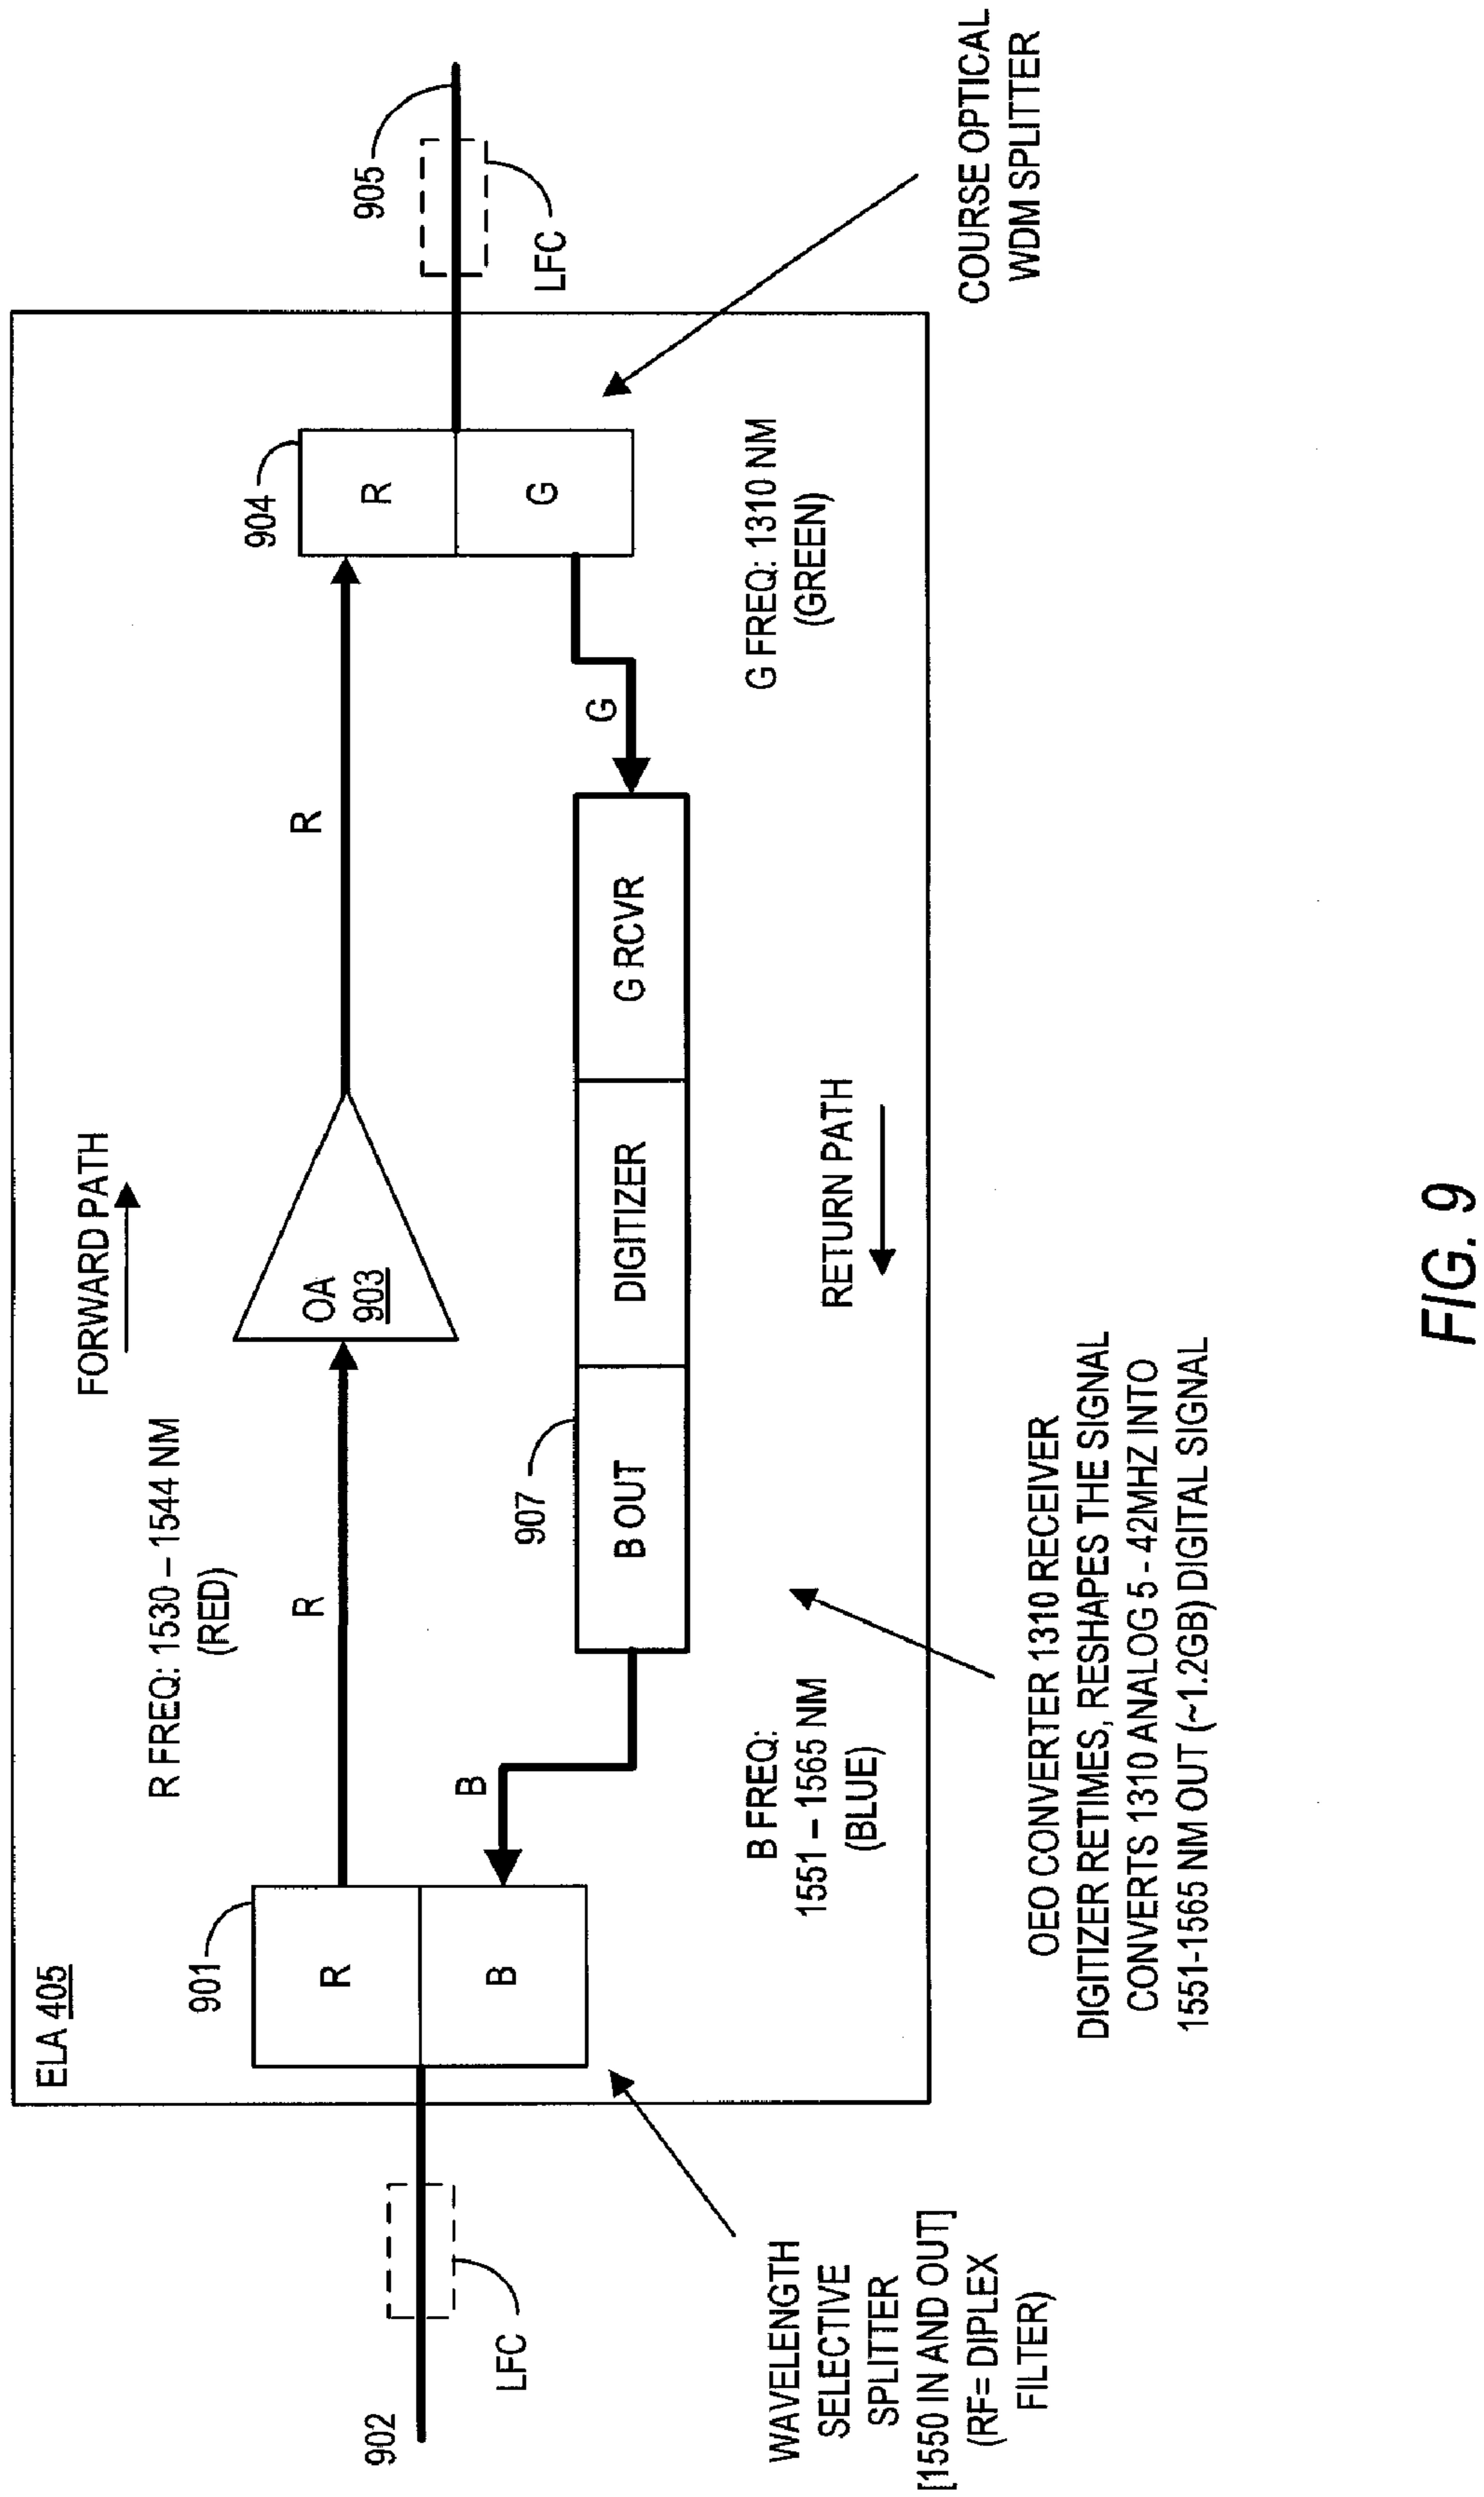 ELA 405
FORWARD PATH
R FREQ: 1530 – 1544 NM
(RED)
902
LFC
901
R
B
R
OA
903
R
904
R
G
905
LFC
B
907
B OUT
DIGITIZER
G RCVR
G
B FREQ:
1551 – 1565 NM
(BLUE)
RETURN PATH
G FREQ: 1310 NM
(GREEN)
WAVELENGTH
SELECTIVE
SPLITTER
[1550 IN AND OUT]
(RF= DIPLEX
FILTER)
OEO CONVERTER 1310 RECEIVER
DIGITIZER RETIMES, RESHAPES THE SIGNAL
CONVERTS 1310 ANALOG 5 - 42MHZ INTO
1551-1565 NM OUT (~1.2GB) DIGITAL SIGNAL
COURSE OPTICAL
WDM SPLITTER
FIG. 9